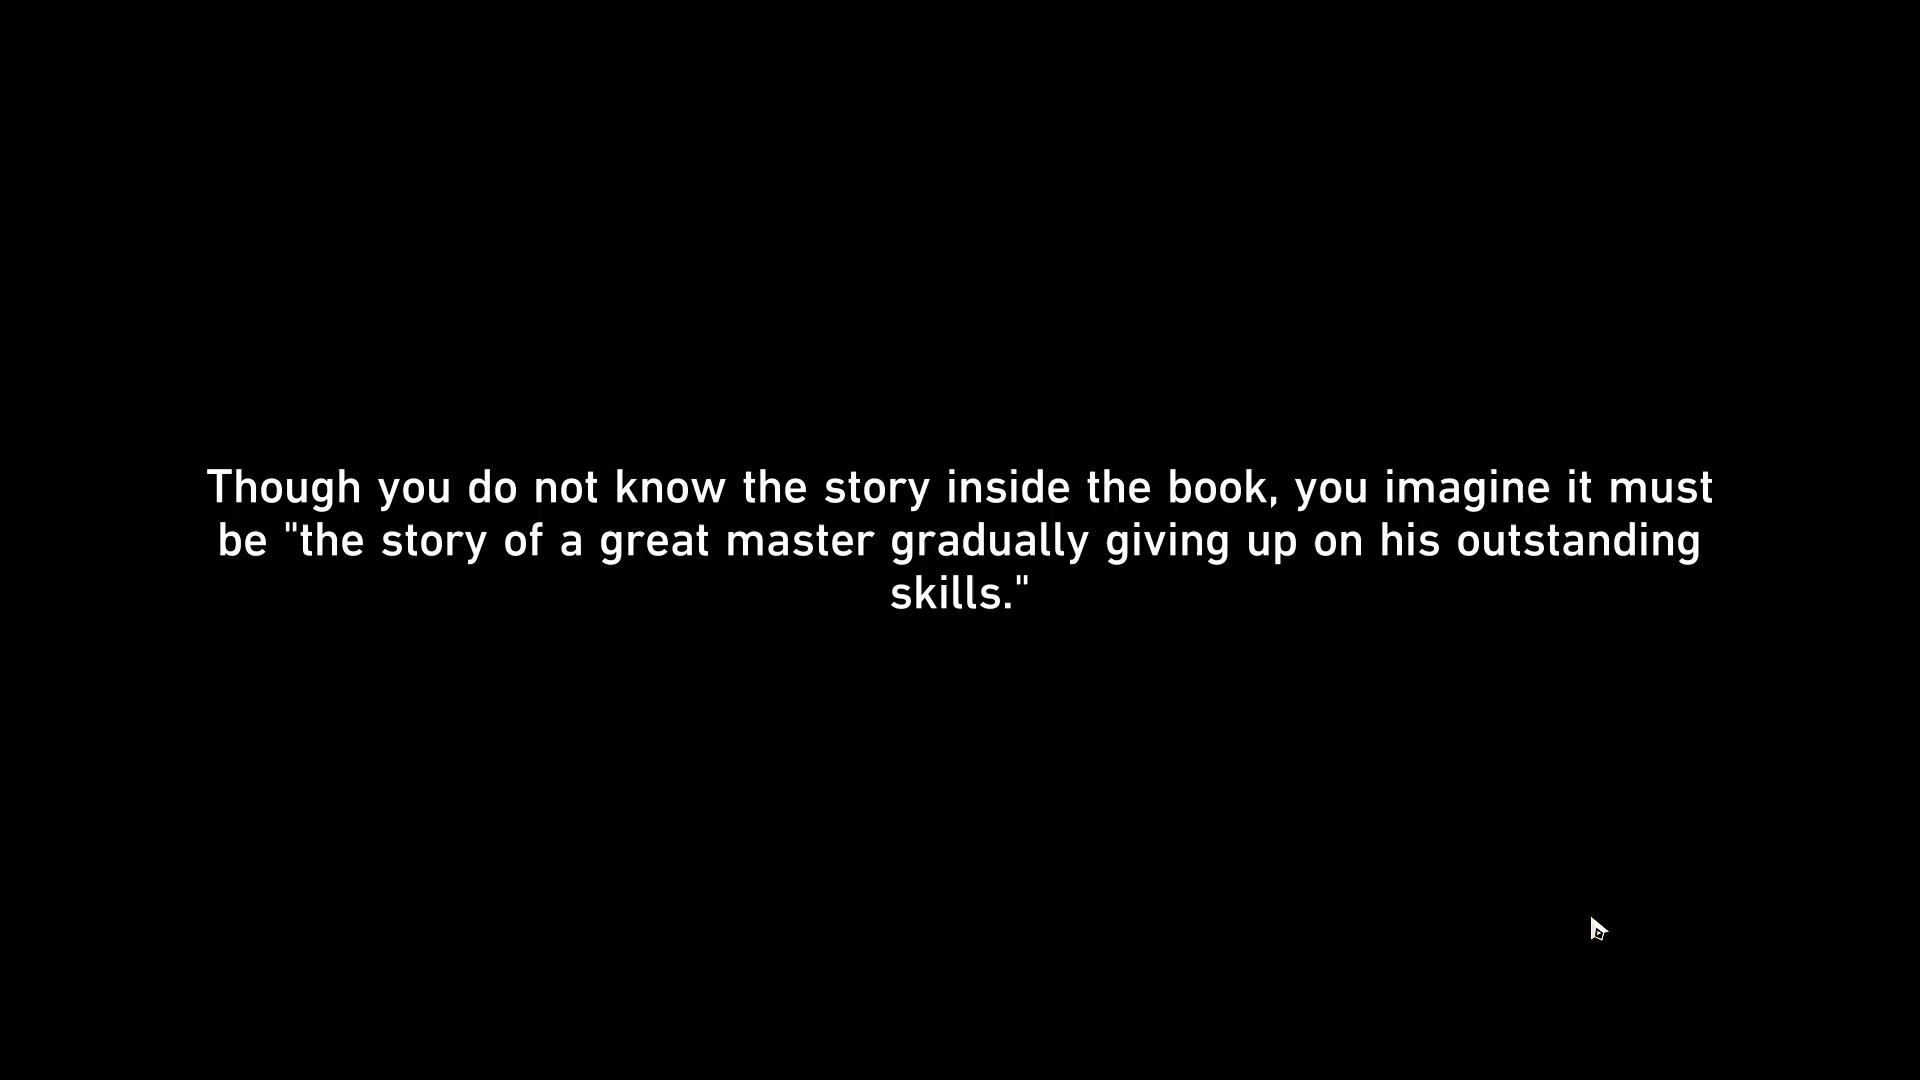 Though you do not know the story inside the book, you imagine it must
be "the story of a great master gradually giving up on his outstanding
skills."